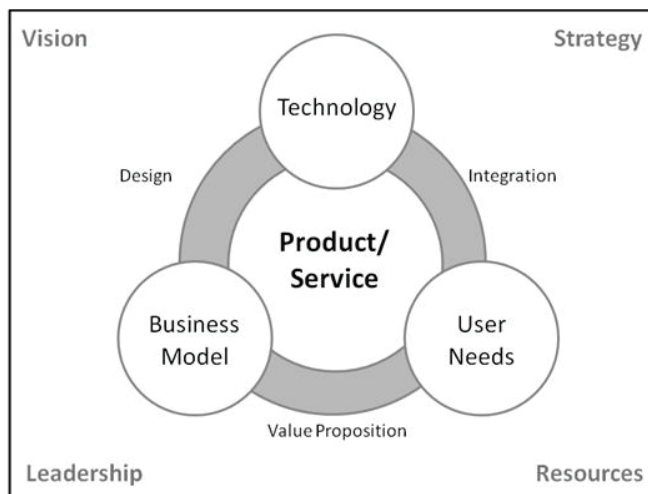 Vision
Strategy
Technology
Design
Integration
Product/
Service
Business
Model
User
Needs
Value Proposition
Leadership
Resources